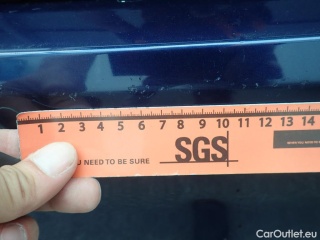 1 2 3 4 5 6 7 8 9 10 11 12 13 14
U NEED TO BE SURE SGS
CarOutlet.eu